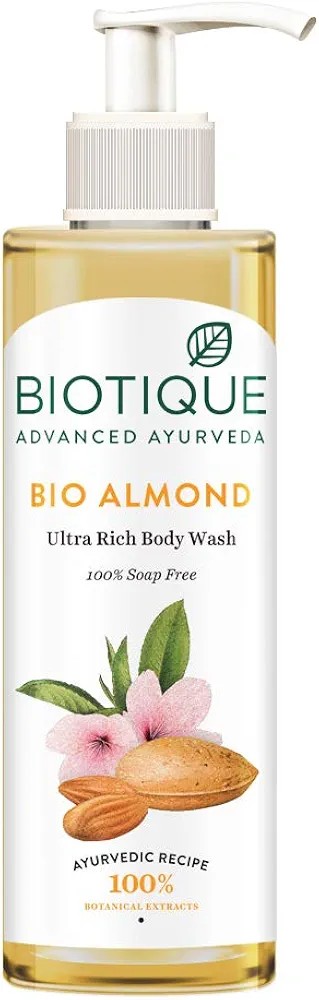 BIOTIQUE
ADVANCED AYURVEDA
BIO ALMOND
Ultra Rich Body Wash
100% Soap Free
AYURVEDIC RECIPE
100%
BOTANICAL EXTRACTS